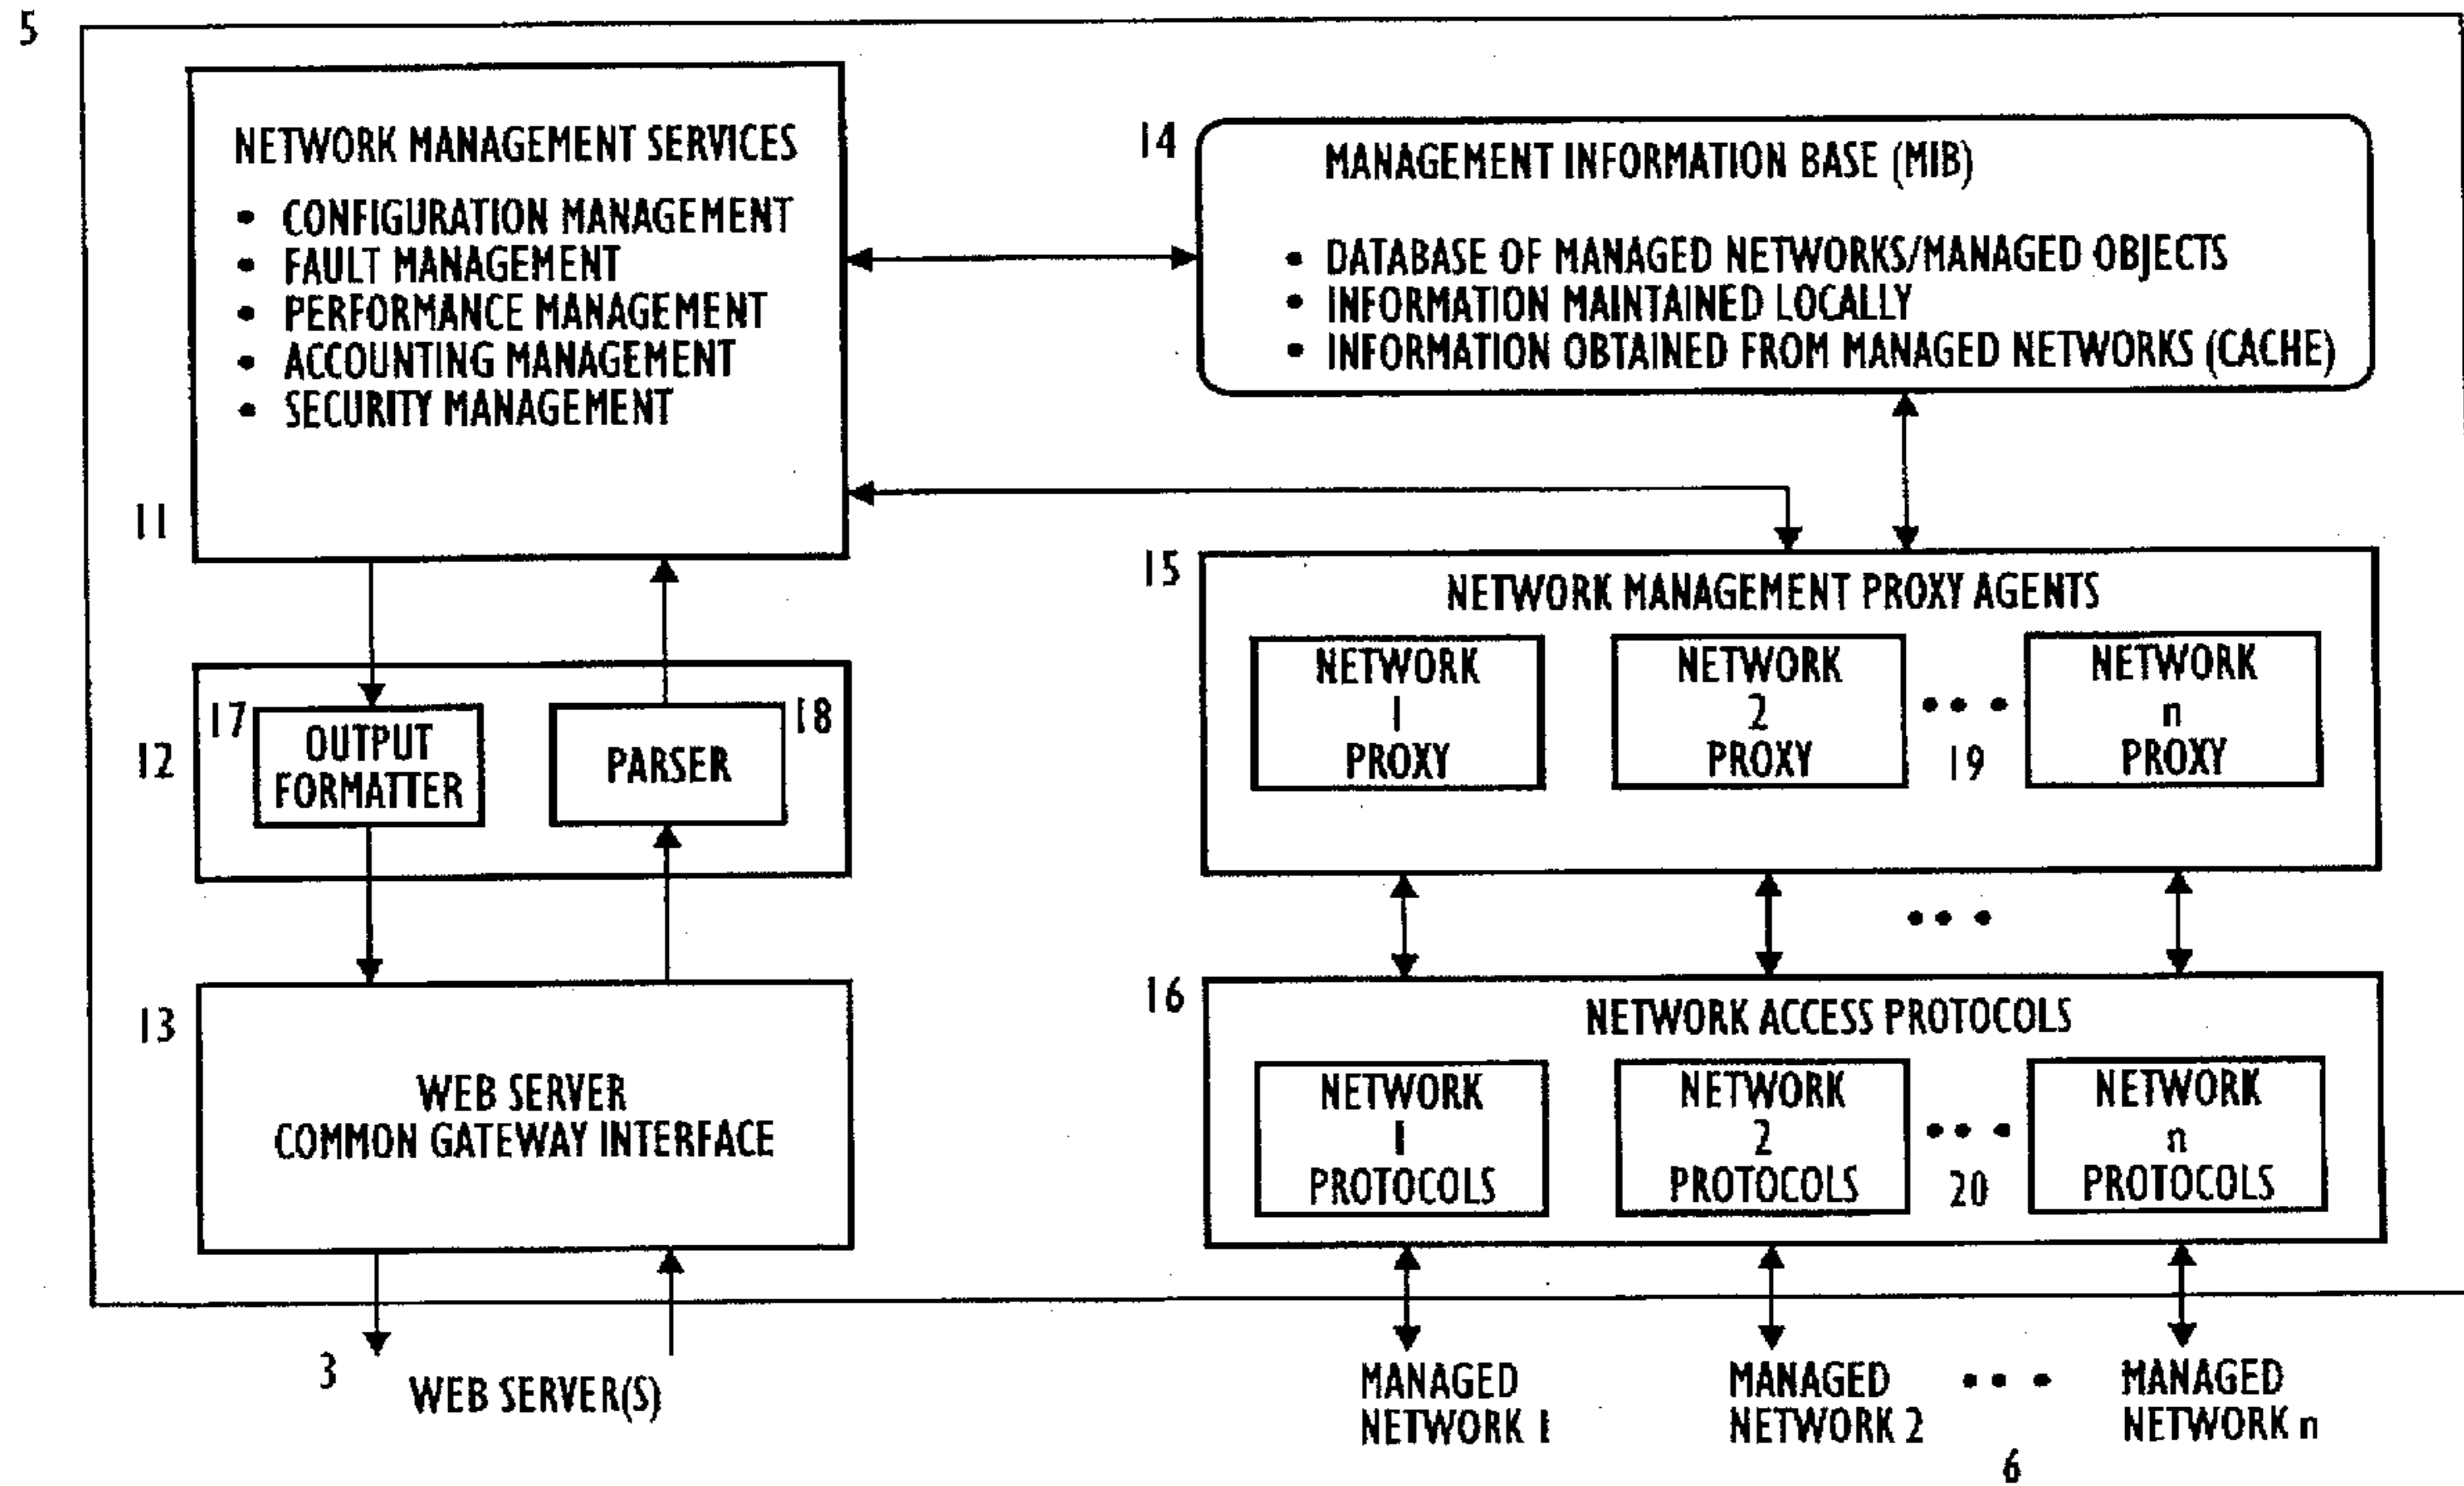 5
NETWORK MANAGEMENT SERVICES
• CONFIGURATION MANAGEMENT
• FAULT MANAGEMENT
• PERFORMANCE MANAGEMENT
• ACCOUNTING MANAGEMENT
• SECURITY MANAGEMENT
11
14
MANAGEMENT INFORMATION BASE (MIB)
• DATABASE OF MANAGED NETWORKS/MANAGED OBJECTS
• INFORMATION MAINTAINED LOCALLY
• INFORMATION OBTAINED FROM MANAGED NETWORKS (CACHE)
12
17
OUTPUT
FORMATTER
PARSER
18
15
NETWORK MANAGEMENT PROXY AGENTS
NETWORK
1
PROXY
NETWORK
2
PROXY
• • •
19
NETWORK
n
PROXY
• • •
13
WEB SERVER
COMMON GATEWAY INTERFACE
16
NETWORK ACCESS PROTOCOLS
NETWORK
1
PROTOCOLS
NETWORK
2
PROTOCOLS
• • •
20
NETWORK
n
PROTOCOLS
3
WEB SERVER(S)
MANAGED
NETWORK 1
MANAGED
NETWORK 2
• • •
MANAGED
NETWORK n
6